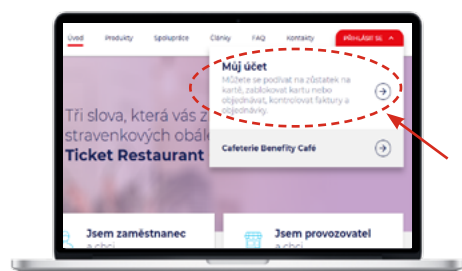 Úvod Produkty Spolupráce Články FAQ Kontakty PŘIHLÁSIT SE
Můj účet
Můžete se podívat na zůstatek na
kartě, zablokovat kartu nebo
objednávat, kontrolovat faktury a
objednávky.
Tři slova, která vás z
stravenkových obál
Ticket Restaurant
Cafeterie Benefity Café
Jsem zaměstnanec
a chci
Jsem provozovatel
a chci